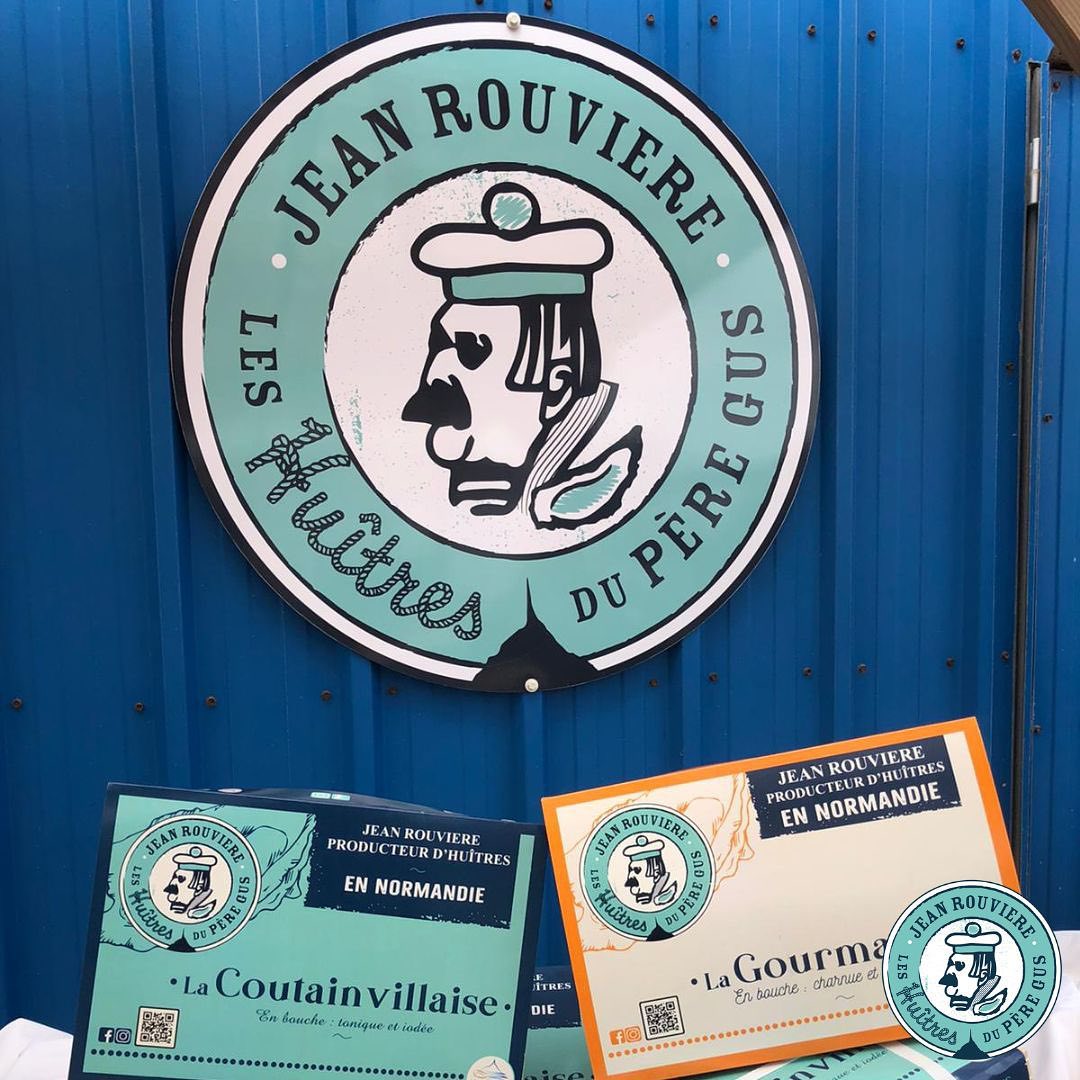 JEAN ROUVIERE
LES Huîtres DU PÈRE GUS
JEAN ROUVIERE
PRODUCTEUR D'HUÎTRES
EN NORMANDIE
JEAN ROUVIERE
LES Huîtres DU PÈRE GUS
• La Coutainvillaise •
En bouche : tonique et iodée
JEAN ROUVIERE
PRODUCTEUR D'HUÎTRES
EN NORMANDIE
JEAN ROUVIERE
LES Huîtres DU PÈRE GUS
• La Gourma
En bouche : charnue et
JEAN ROUVIERE
LES Huîtres DU PÈRE GUS